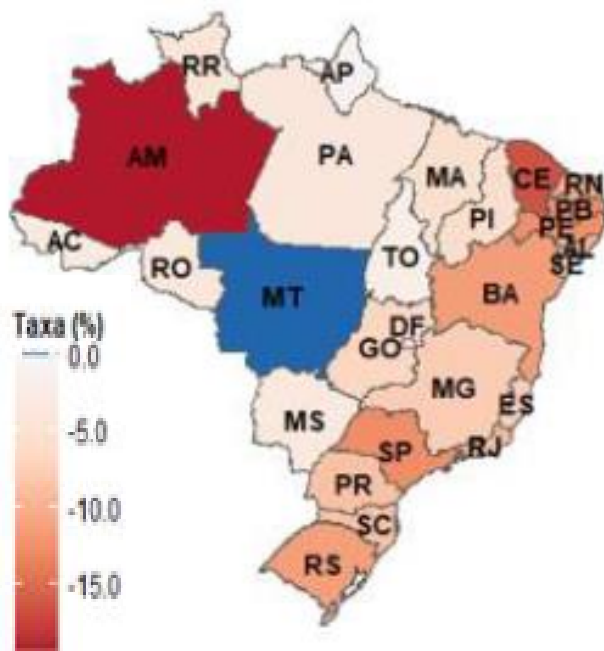 RR
AP
AM
PA
MA
CE
RN
PB
PE
PI
AL
SE
AC
RO
TO
BA
MT
DF
GO
MG
ES
MS
SP
RJ
PR
SC
RS
Taxa (%)
0.0
-5.0
-10.0
-15.0